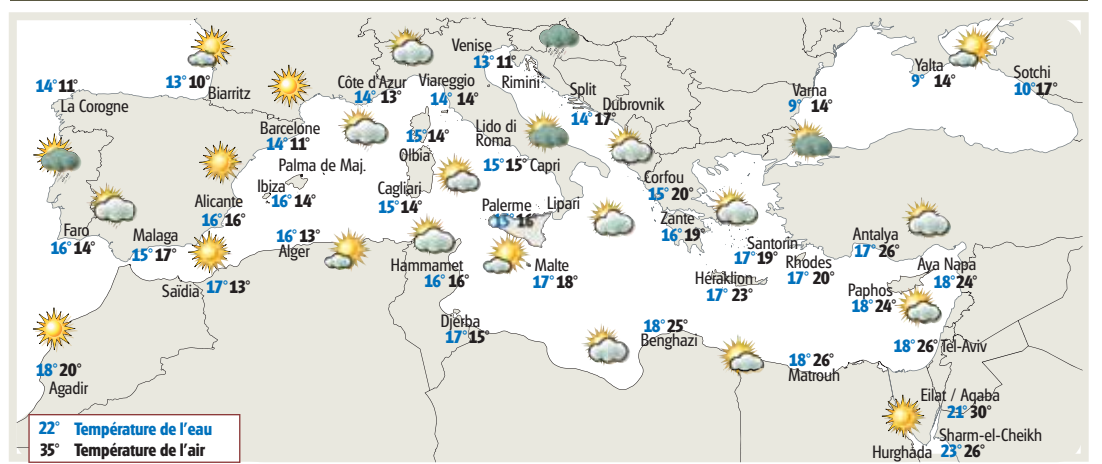 Venise
13° 11°
Rimini
Yalta
9° 14°
Sotchi
10° 17°
14° 11°
La Corogne
13° 10°
Biarritz
Côte d'Azur
14° 13°
Viareggio
14° 14°
Split
Dubrovnik
14° 17°
Varna
9° 14°
Barcelone
14° 11°
15° 14°
Olbia
Lido di
Roma
15° 15° Capri
Palma de Maj.
Ibiza
16° 14°
Cagliari
15° 14°
Corfou
15° 20°
Alicante
16° 16°
Palerme
15° 16°
Lipari
Zante
16° 19°
Faro
16° 14°
Malaga
15° 17°
16° 13°
Alger
Santorin
17° 19°
Antalya
17° 26°
Rhodes
17° 20°
Hammamet
16° 16°
Malte
17° 18°
Héraklion
17° 23°
Aya Napa
18° 24°
Saïdia 17° 13°
Paphos
18° 24°
Djerba
17° 15°
18° 25°
Benghazi
18° 26° Tel-Aviv
18° 20°
Agadir
18° 26°
Matrouh
Eilat / Aqaba
21° 30°
22° Température de l'eau
35° Température de l'air
Sharm-el-Cheikh
Hurghada 23° 26°